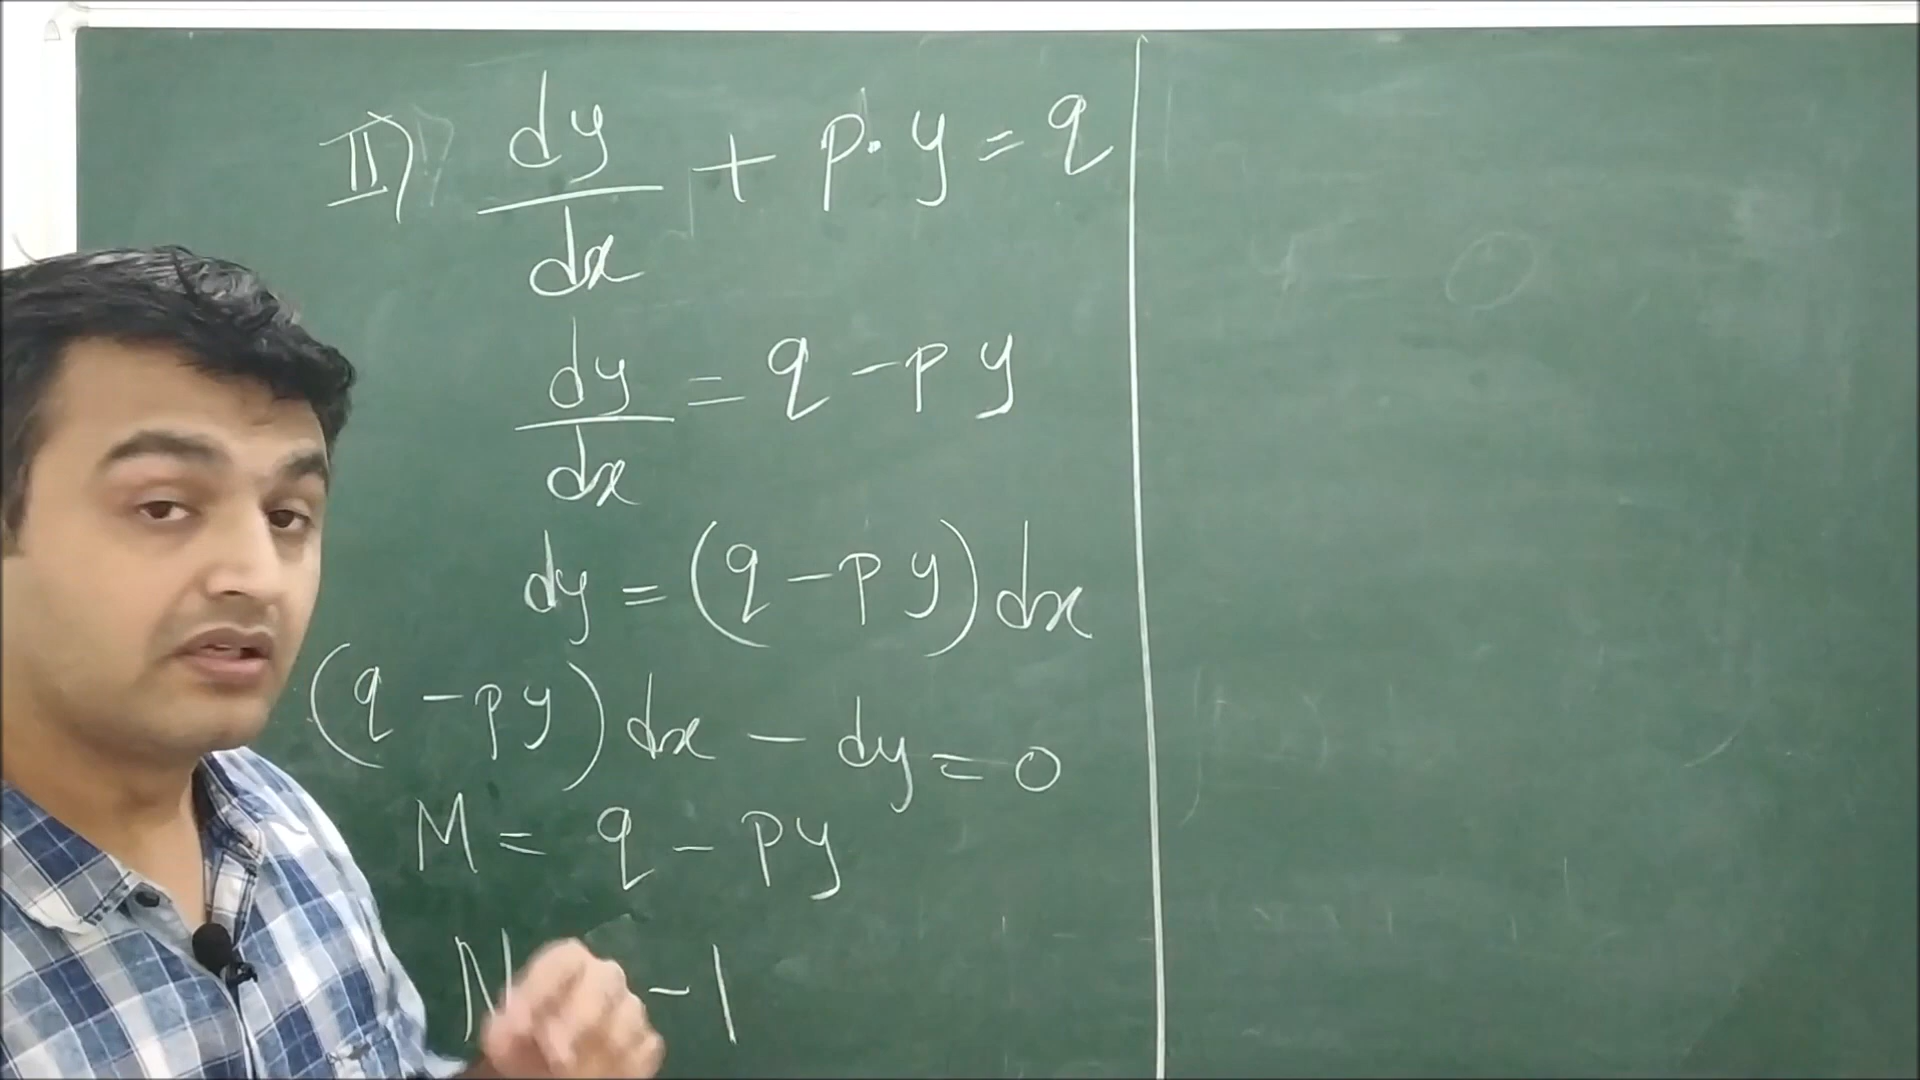 II) dy/dx + p·y = q
dy/dx = q - py
dy = (q - py) dx
(q - py) dx - dy = 0
M = q - py
N -1